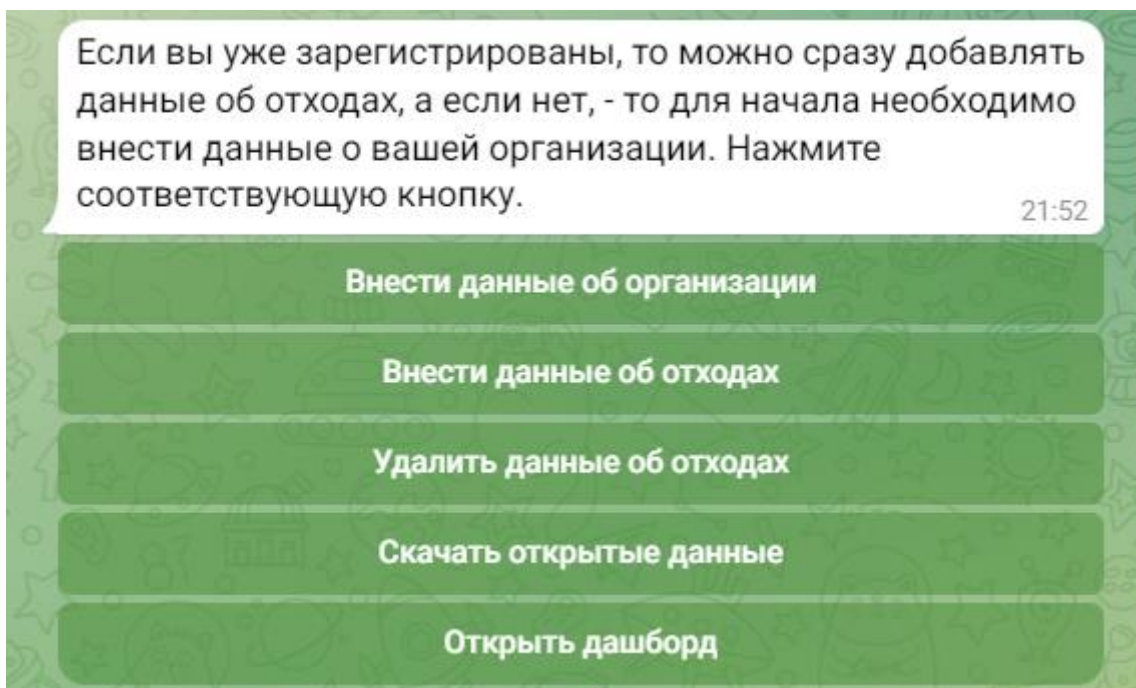 Если вы уже зарегистрированы, то можно сразу добавлять
данные об отходах, а если нет, - то для начала необходимо
внести данные о вашей организации. Нажмите
соответствующую кнопку.
21:52
Внести данные об организации
Внести данные об отходах
Удалить данные об отходах
Скачать открытые данные
Открыть дашборд